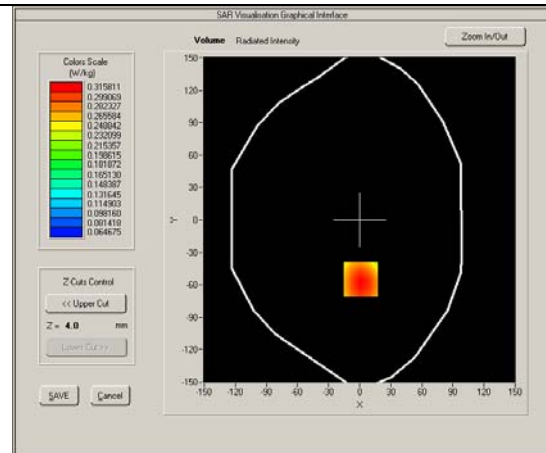 SAR Visualisation Graphical Interface
Volume Radiated Intensity
Zoom In/Out
Colors Scale
(W/kg)
0.315811
0.299069
0.282327
0.265584
0.248842
0.232099
0.215357
0.198615
0.181872
0.165130
0.148387
0.131645
0.114903
0.098160
0.081418
0.064675
Z Cuts Control
<< Upper Cut
Z = 4.0 mm
Lower Cut >>
SAVE Cancel
Y
150
120
90
60
30
0
-30
-60
-90
-120
-150
-150 -120 -90 -60 -30 0 30 60 90 120 150
X